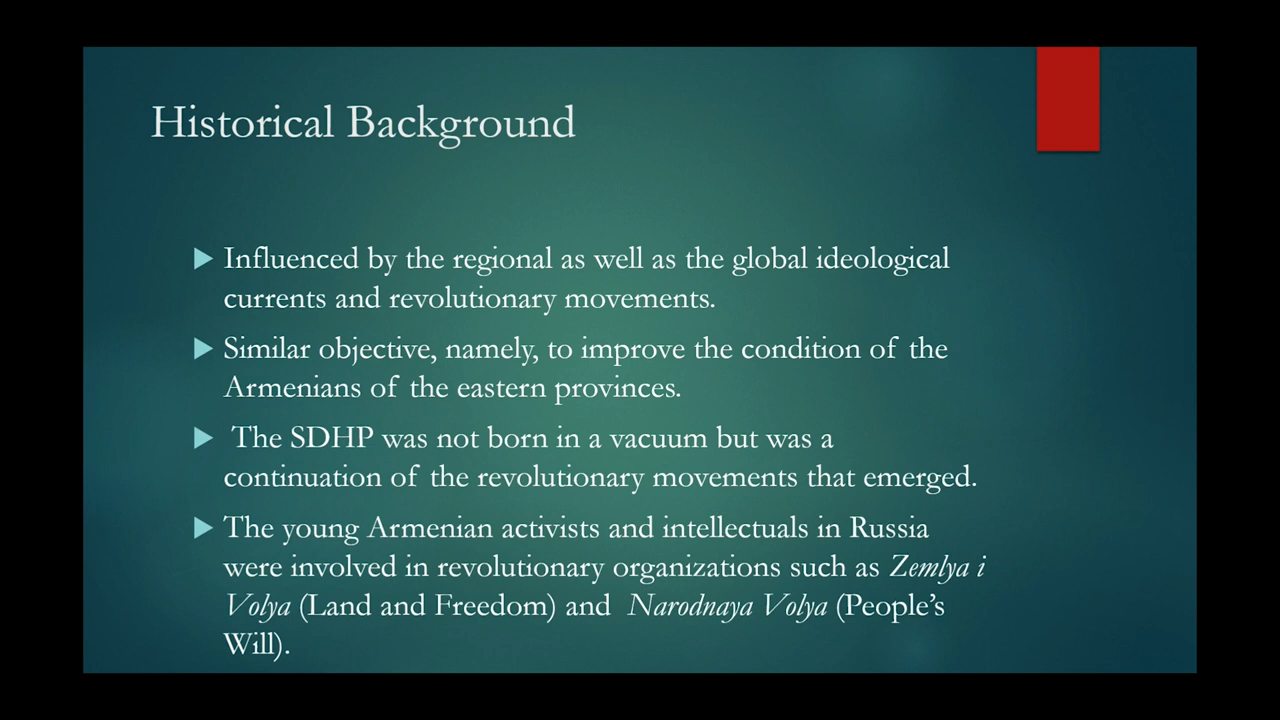 Historical Background
Influenced by the regional as well as the global ideological
currents and revolutionary movements.
Similar objective, namely, to improve the condition of the
Armenians of the eastern provinces.
The SDHP was not born in a vacuum but was a
continuation of the revolutionary movements that emerged.
The young Armenian activists and intellectuals in Russia
were involved in revolutionary organizations such as Zemlya i
Volya (Land and Freedom) and Narodnaya Volya (People’s
Will).